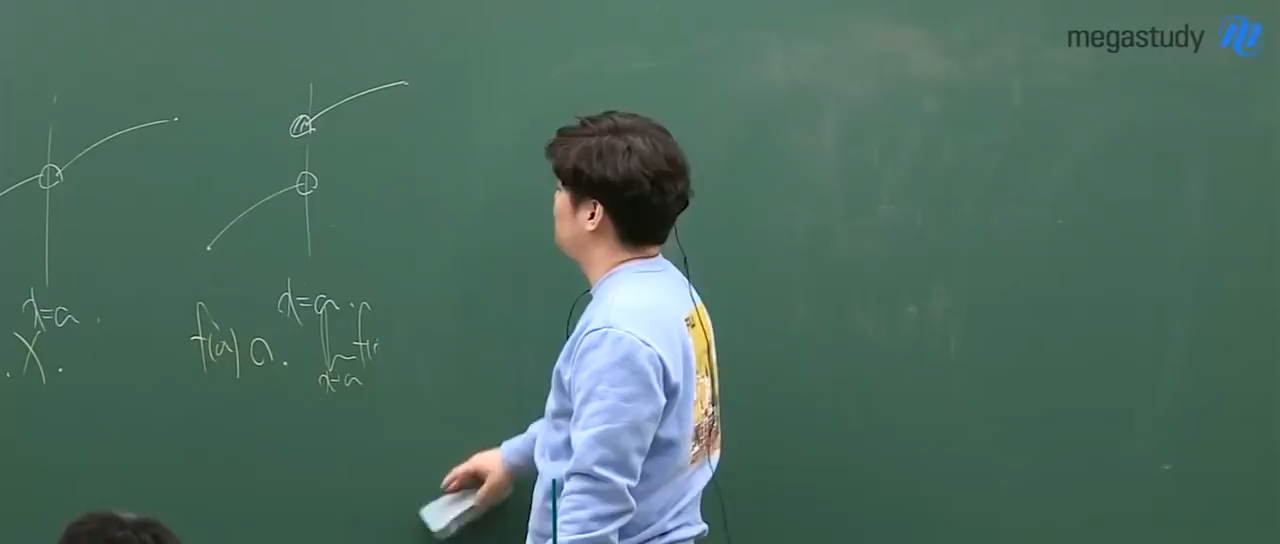 megastudy
x=a
x=a
. X .
f(a) O . lim f(
x→a